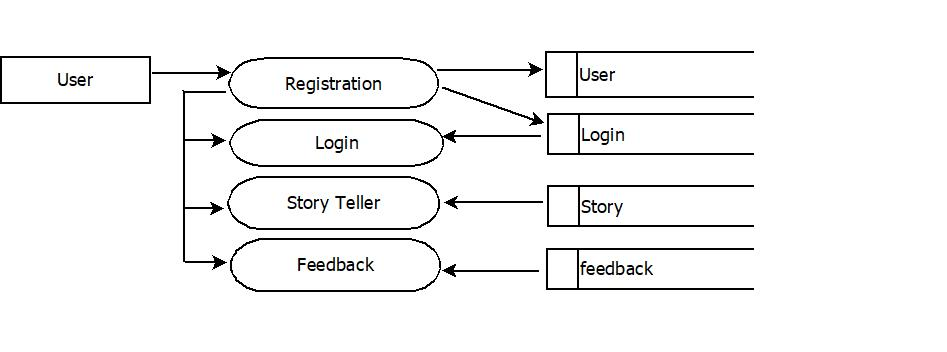 User
Registration
User
Login
Login
Story Teller
Story
Feedback
feedback